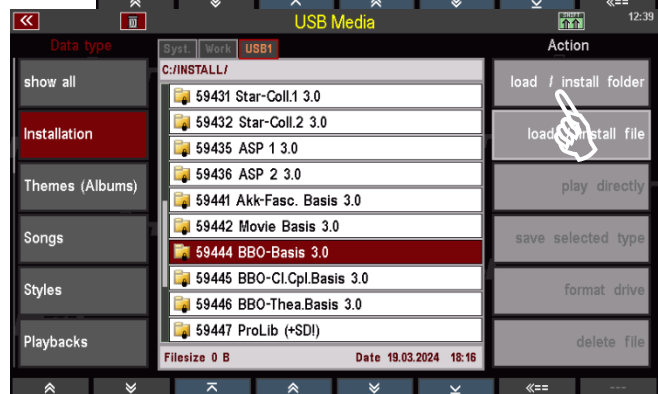 «==
USB Media
SHIFT
12:39
Data type
Syst. Work USB1
Action
C:/INSTALL/
show all
Installation
Themes (Albums)
Songs
Styles
Playbacks
59431 Star-Coll.1 3.0
59432 Star-Coll.2 3.0
59435 ASP 1 3.0
59436 ASP 2 3.0
59441 Akk-Fasc. Basis 3.0
59442 Movie Basis 3.0
59444 BBO-Basis 3.0
59445 BBO-Cl.Cpl.Basis 3.0
59446 BBO-Thea.Basis 3.0
59447 ProLib (+SD!)
Filesize 0 B Date 19.03.2024 18:16
load / install folder
load install file
play directly
save selected type
format drive
delete file
«== ---